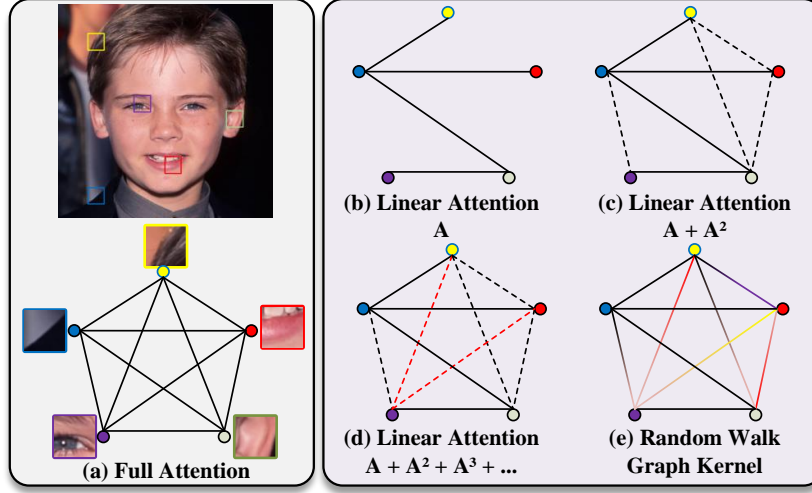 (a) Full Attention
(b) Linear Attention
A
(c) Linear Attention
A + A²
(d) Linear Attention
A + A² + A³ + ...
(e) Random Walk
Graph Kernel